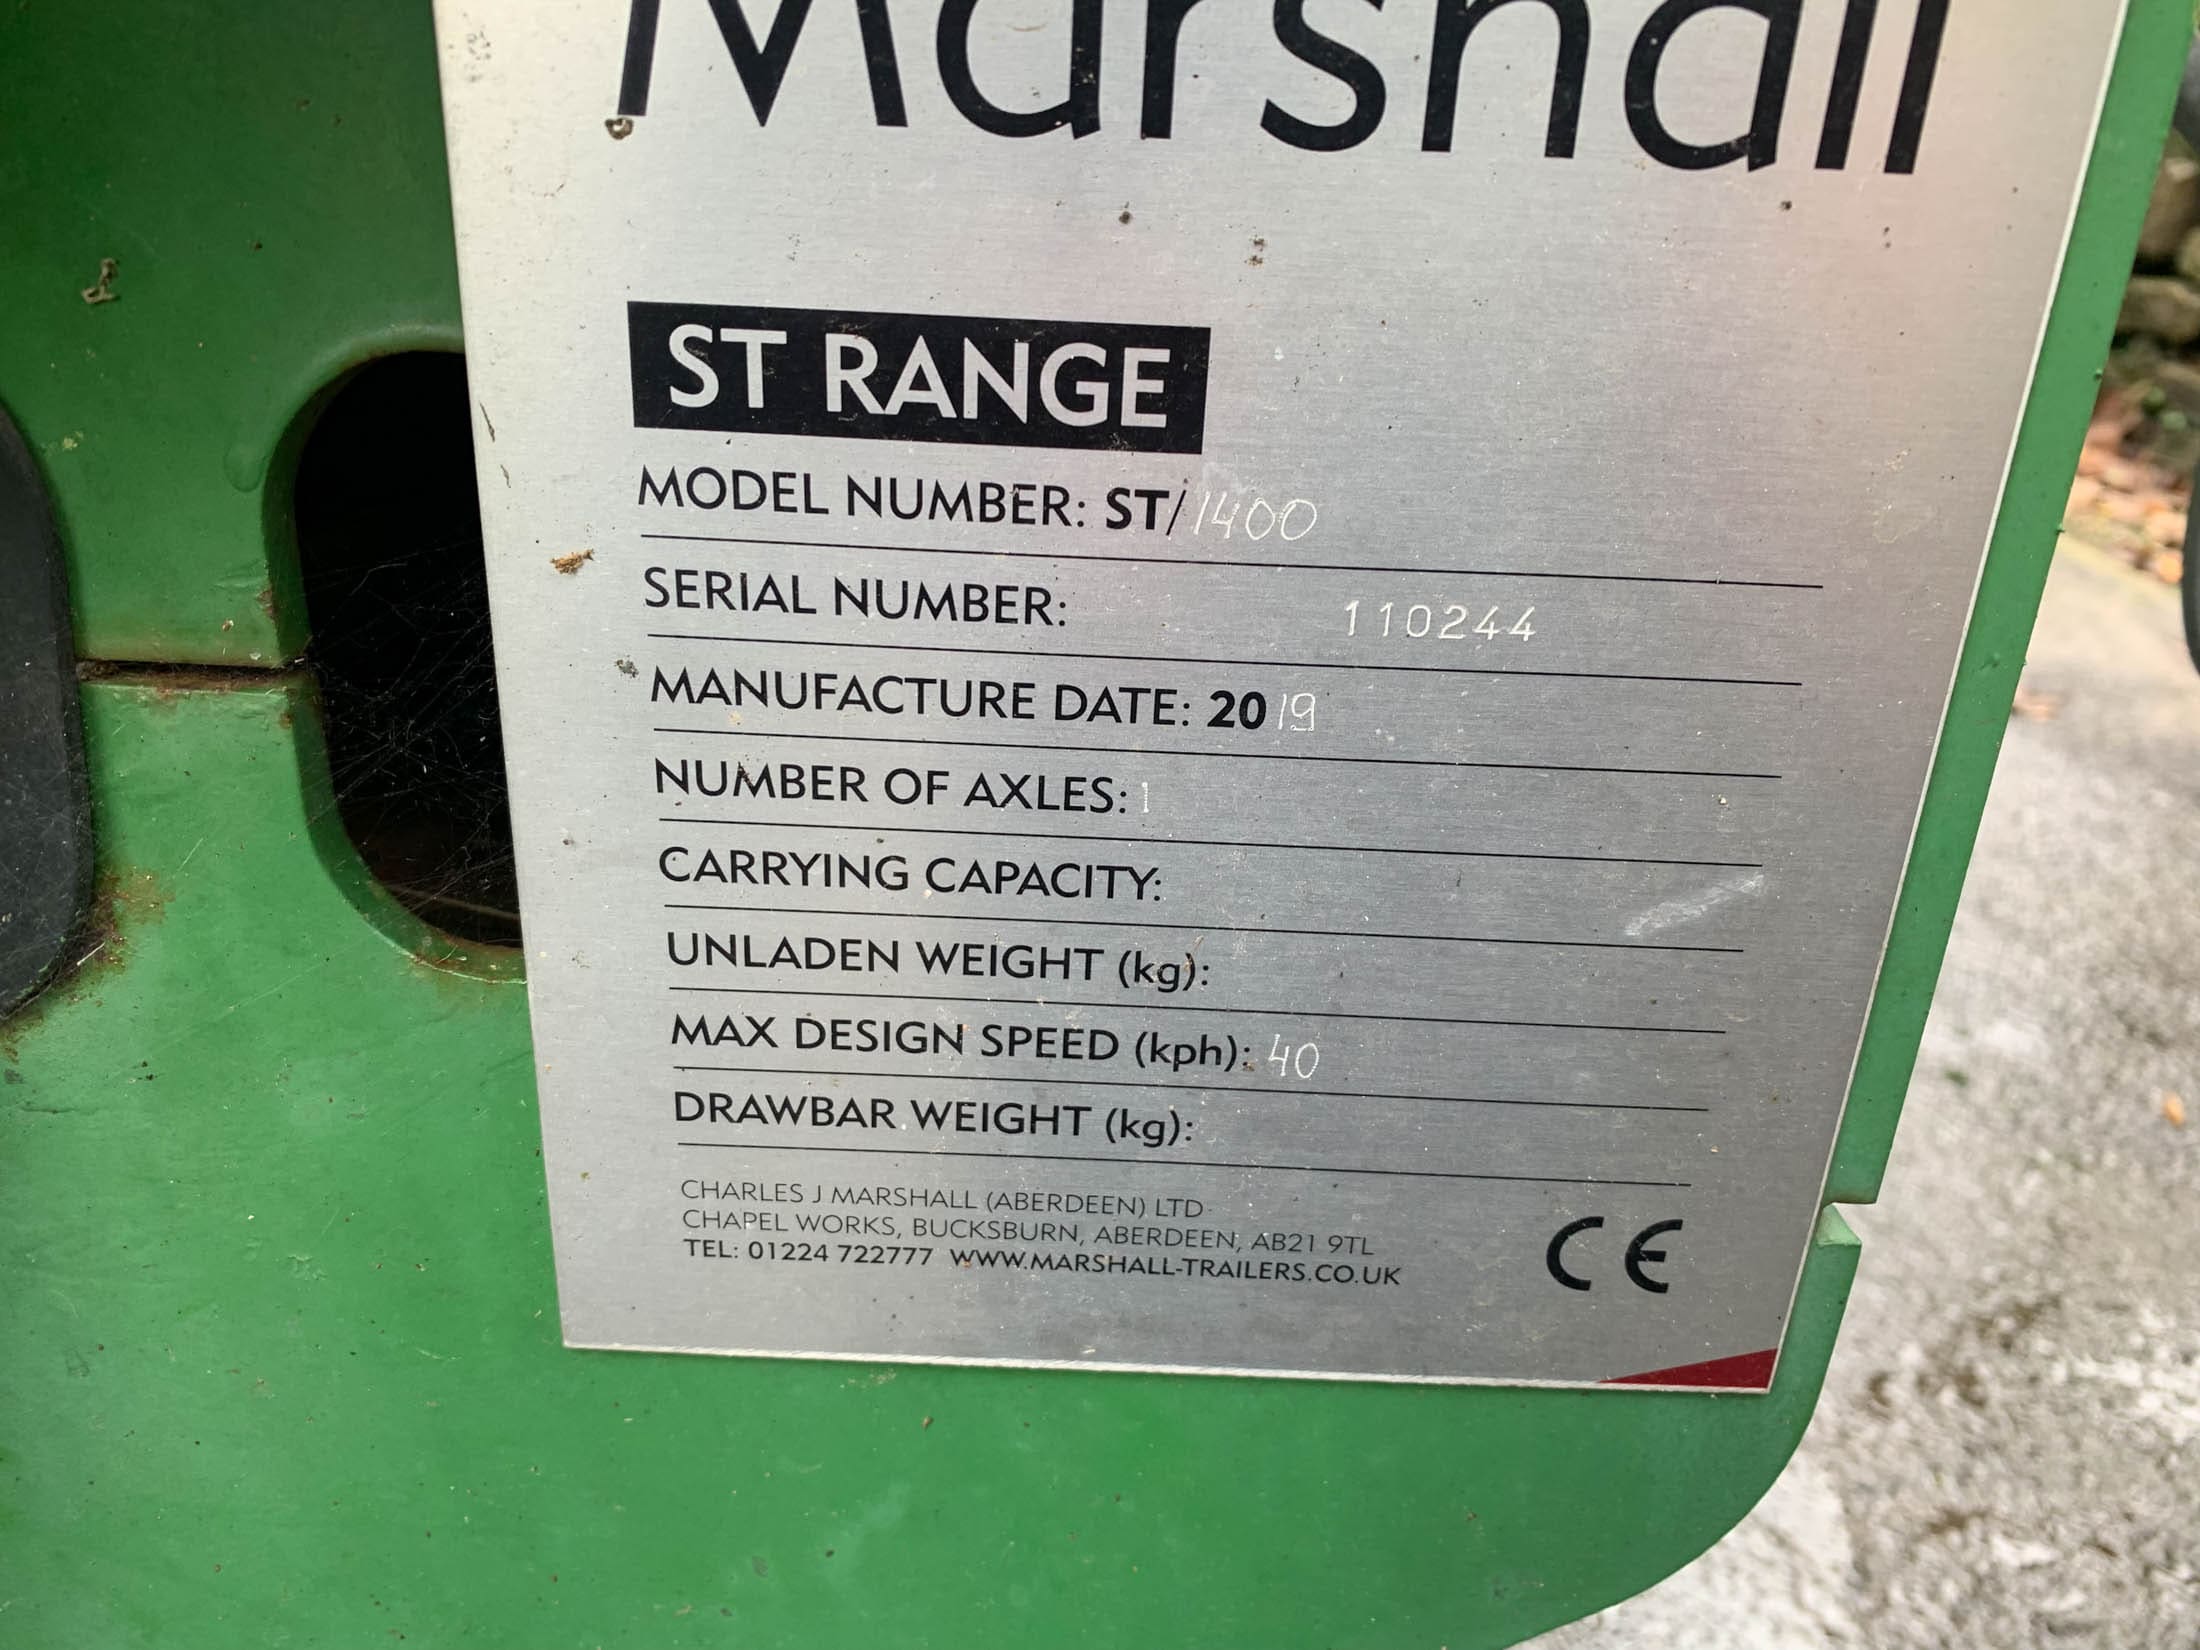 Marshall
ST RANGE
MODEL NUMBER: ST/1400
SERIAL NUMBER: 110244
MANUFACTURE DATE: 2019
NUMBER OF AXLES: 1
CARRYING CAPACITY:
UNLADEN WEIGHT (kg):
MAX DESIGN SPEED (kph): 40
DRAWBAR WEIGHT (kg):
CHARLES J MARSHALL (ABERDEEN) LTD
CHAPEL WORKS, BUCKSBURN, ABERDEEN, AB21 9TL
TEL: 01224 722777 WWW.MARSHALL-TRAILERS.CO.UK
CE